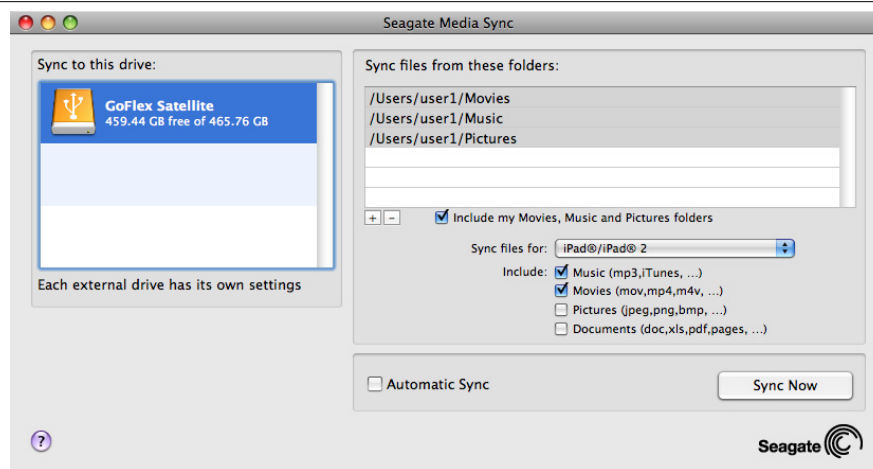 Seagate Media Sync
Sync to this drive:
GoFlex Satellite
459.44 GB free of 465.76 GB
Each external drive has its own settings
Sync files from these folders:
/Users/user1/Movies
/Users/user1/Music
/Users/user1/Pictures
+ -
Include my Movies, Music and Pictures folders
Sync files for: iPad®/iPad® 2
Include: Music (mp3,iTunes, ...)
Movies (mov,mp4,m4v, ...)
Pictures (jpeg,png,bmp, ...)
Documents (doc,xls,pdf,pages, ...)
Automatic Sync
Sync Now
?
Seagate